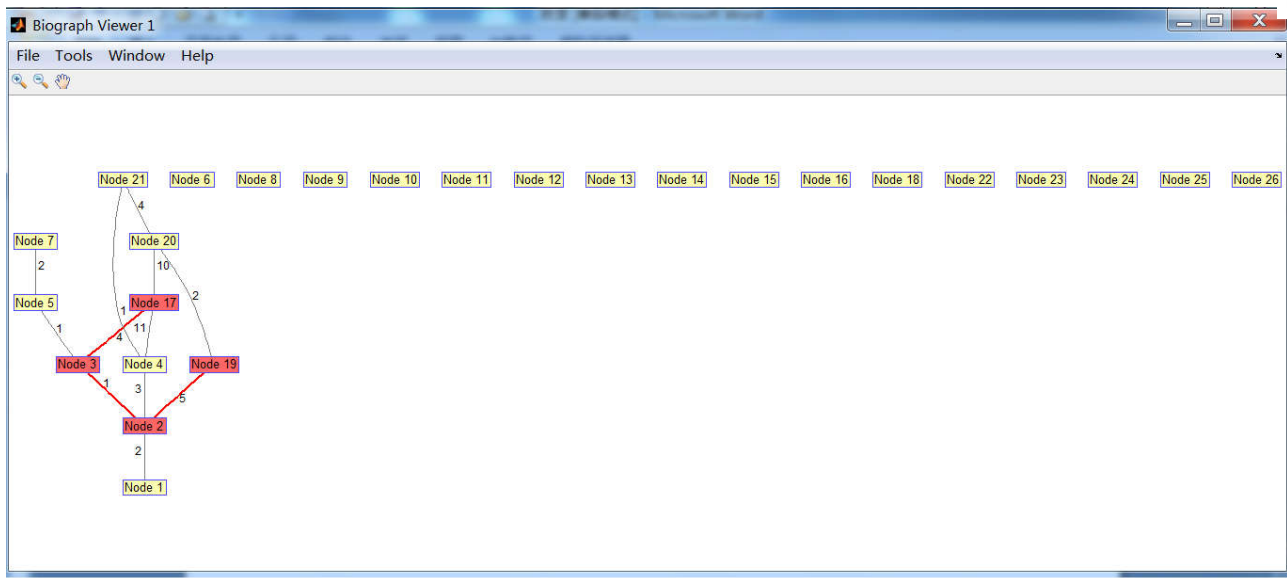 Biograph Viewer 1
File Tools Window Help
Node 21 Node 6 Node 8 Node 9 Node 10 Node 11 Node 12 Node 13 Node 14 Node 15 Node 16 Node 18 Node 22 Node 23 Node 24 Node 25 Node 26
4
Node 7 Node 20
2 10
2
Node 5 Node 17
1
1 11
4
Node 3 Node 4 Node 19
1 3
5
Node 2
2
Node 1